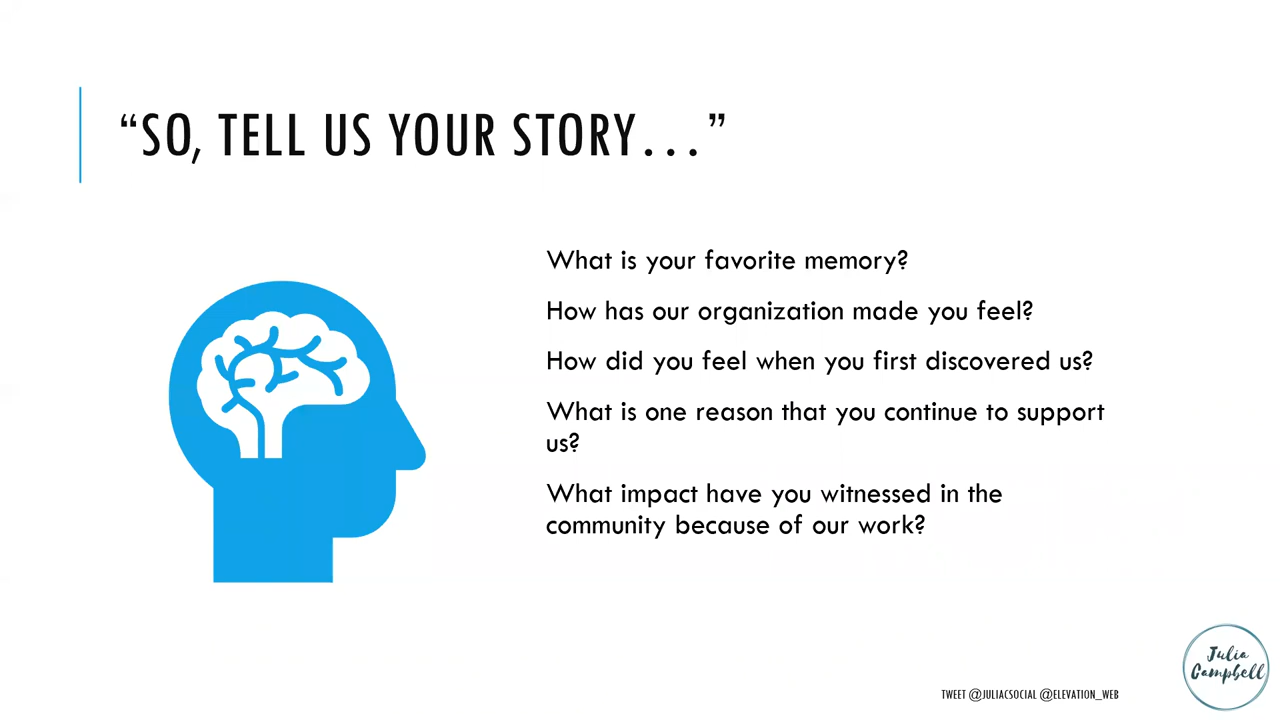 “SO, TELL US YOUR STORY…”
What is your favorite memory?
How has our organization made you feel?
How did you feel when you first discovered us?
What is one reason that you continue to support
us?
What impact have you witnessed in the
community because of our work?
TWEET @JULIACSOCIAL @ELEVATION_WEB
Julia
Campbell